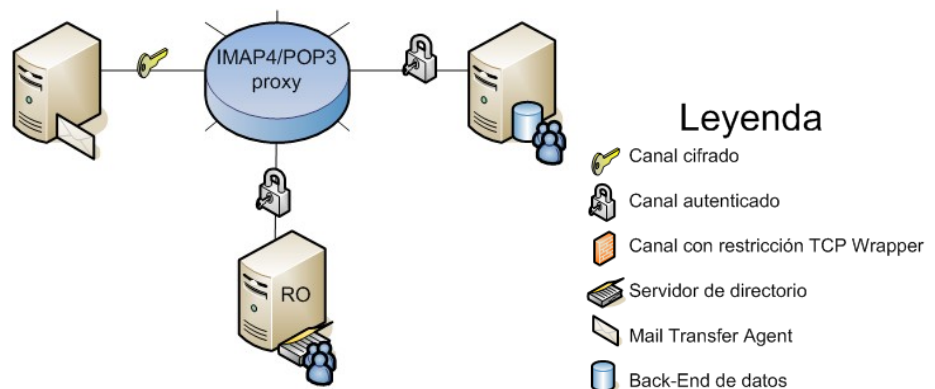 IMAP4/POP3
proxy
RO
Leyenda
Canal cifrado
Canal autenticado
Canal con restricción TCP Wrapper
Servidor de directorio
Mail Transfer Agent
Back-End de datos